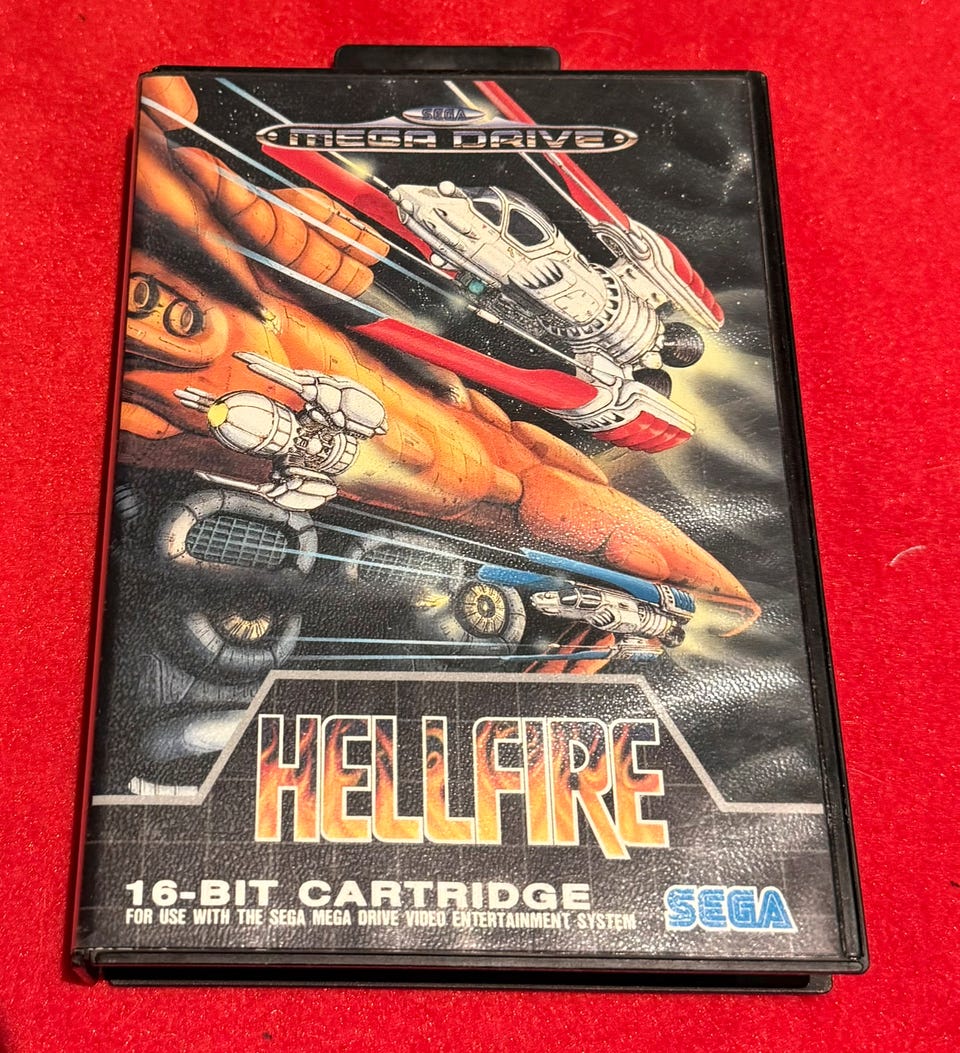 SEGA
MEGA DRIVE
HELLFIRE
16-BIT CARTRIDGE
FOR USE WITH THE SEGA MEGA DRIVE VIDEO ENTERTAINMENT SYSTEM
SEGA